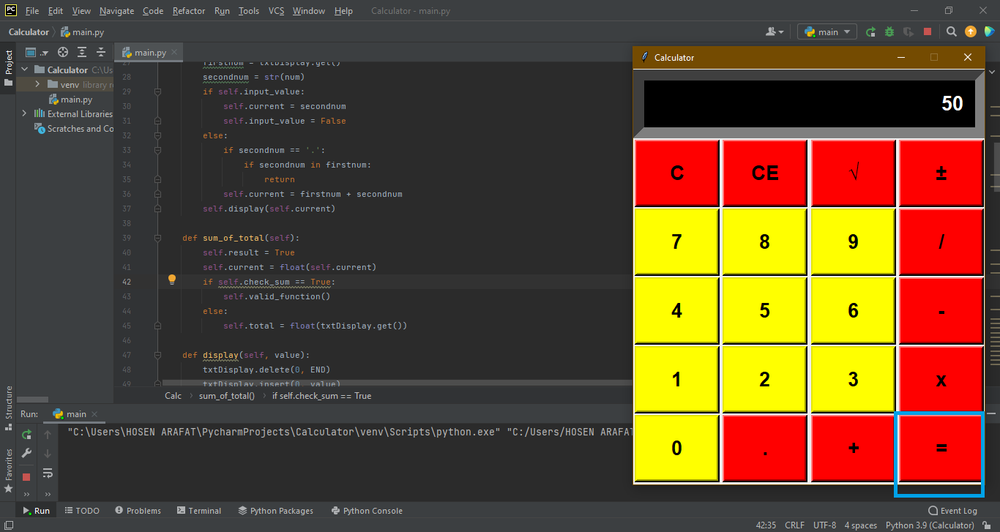 PC File Edit View Navigate Code Refactor Run Tools VCS Window Help Calculator - main.py
Calculator main.py main
Project
main.py
Calculator C:\Us
venv library r
main.py
External Libraries
Scratches and Co
28 secondnum = str(num)
29 if self.input_value:
30 self.current = secondnum
31 self.input_value = False
32 else:
33 if secondnum == '.':
34 if secondnum in firstnum:
35 return
36 self.current = firstnum + secondnum
37 self.display(self.current)
38
39 def sum_of_total(self):
40 self.result = True
41 self.current = float(self.current)
42 if self.check_sum == True:
43 self.valid_function()
44 else:
45 self.total = float(txtDisplay.get())
46
47 def display(self, value):
48 txtDisplay.delete(0, END)
49 txtDisplay.insert(0, value)
Calc sum_of_total() if self.check_sum == True
Calculator
50
C CE √ ±
7 8 9 /
4 5 6 -
1 2 3 x
0 . + =
Structure
Favorites
Run: main
"C:\Users\HOSEN ARAFAT\PycharmProjects\Calculator\venv\Scripts\python.exe" "C:/Users/HOSEN ARAFAT
Run TODO Problems Terminal Python Packages Python Console Event Log
42:35 CRLF UTF-8 4 spaces Python 3.9 (Calculator)